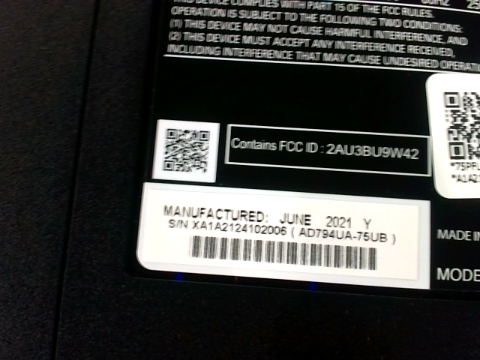 THIS DEVICE COMPLIES WITH PART 15 OF THE FCC RULES.
OPERATION IS SUBJECT TO THE FOLLOWING TWO CONDITIONS:
(1) THIS DEVICE MAY NOT CAUSE HARMFUL INTERFERENCE, AND
(2) THIS DEVICE MUST ACCEPT ANY INTERFERENCE RECEIVED,
INCLUDING INTERFERENCE THAT MAY CAUSE UNDESIRED
Contains FCC ID : 2AU3BU9W42
MANUFACTURED: JUNE 2021 Y
S/N XA1A2124102006 ( AD794UA-75UB )
MADE
MODE